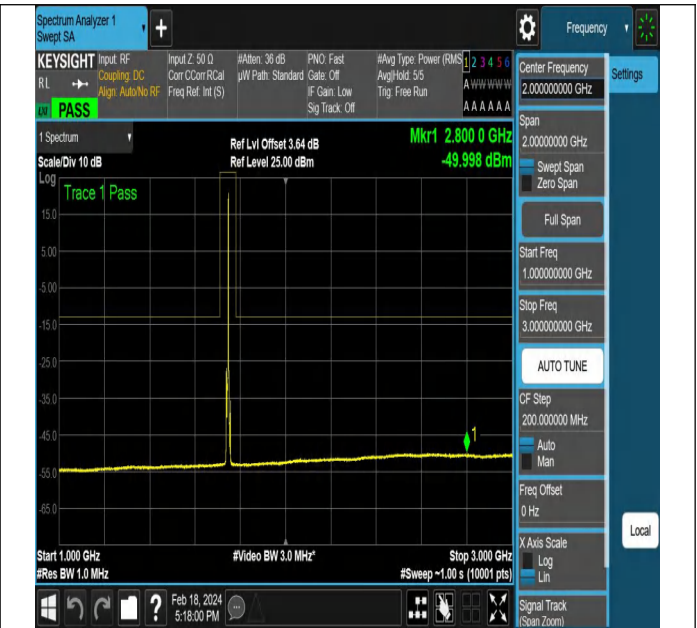 Spectrum Analyzer 1
Swept SA
Frequency
KEYSIGHT
RL
LXI
PASS
Input: RF
Coupling: DC
Align: Auto/No RF
Input Z: 50 Ω
Corr CCorr RCal
Freq Ref: Int (S)
#Atten: 36 dB
µW Path: Standard
PNO: Fast
Gate: Off
IF Gain: Low
Sig Track: Off
#Avg Type: Power (RMS
Avg|Hold: 5/5
Trig: Free Run
1 2 3 4 5 6
A W W W W W
A A A A A A
1 Spectrum
Scale/Div 10 dB
Log
Ref Lvl Offset 3.64 dB
Ref Level 25.00 dBm
Mkr1 2.800 0 GHz
-49.998 dBm
Trace 1 Pass
15.0
5.00
-5.00
-15.0
-25.0
-35.0
-45.0
-55.0
-65.0
1
Start 1.000 GHz
#Res BW 1.0 MHz
#Video BW 3.0 MHz*
Stop 3.000 GHz
#Sweep ~1.00 s (10001 pts)
Feb 18, 2024
5:18:00 PM
Center Frequency
2.000000000 GHz
Settings
Span
2.00000000 GHz
Swept Span
Zero Span
Full Span
Start Freq
1.000000000 GHz
Stop Freq
3.000000000 GHz
AUTO TUNE
CF Step
200.000000 MHz
Auto
Man
Freq Offset
0 Hz
X Axis Scale
Log
Lin
Local
Signal Track
(Span Zoom)